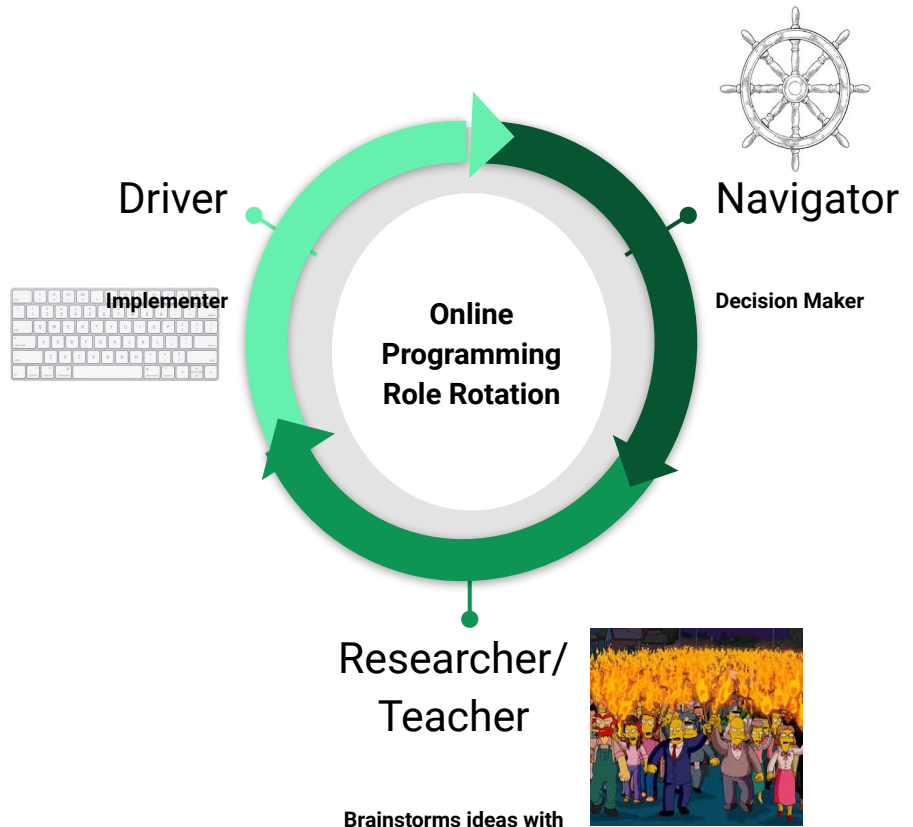 Driver
Navigator
Implementer
Decision Maker
Online
Programming
Role Rotation
Researcher/
Teacher
Brainstorms ideas with